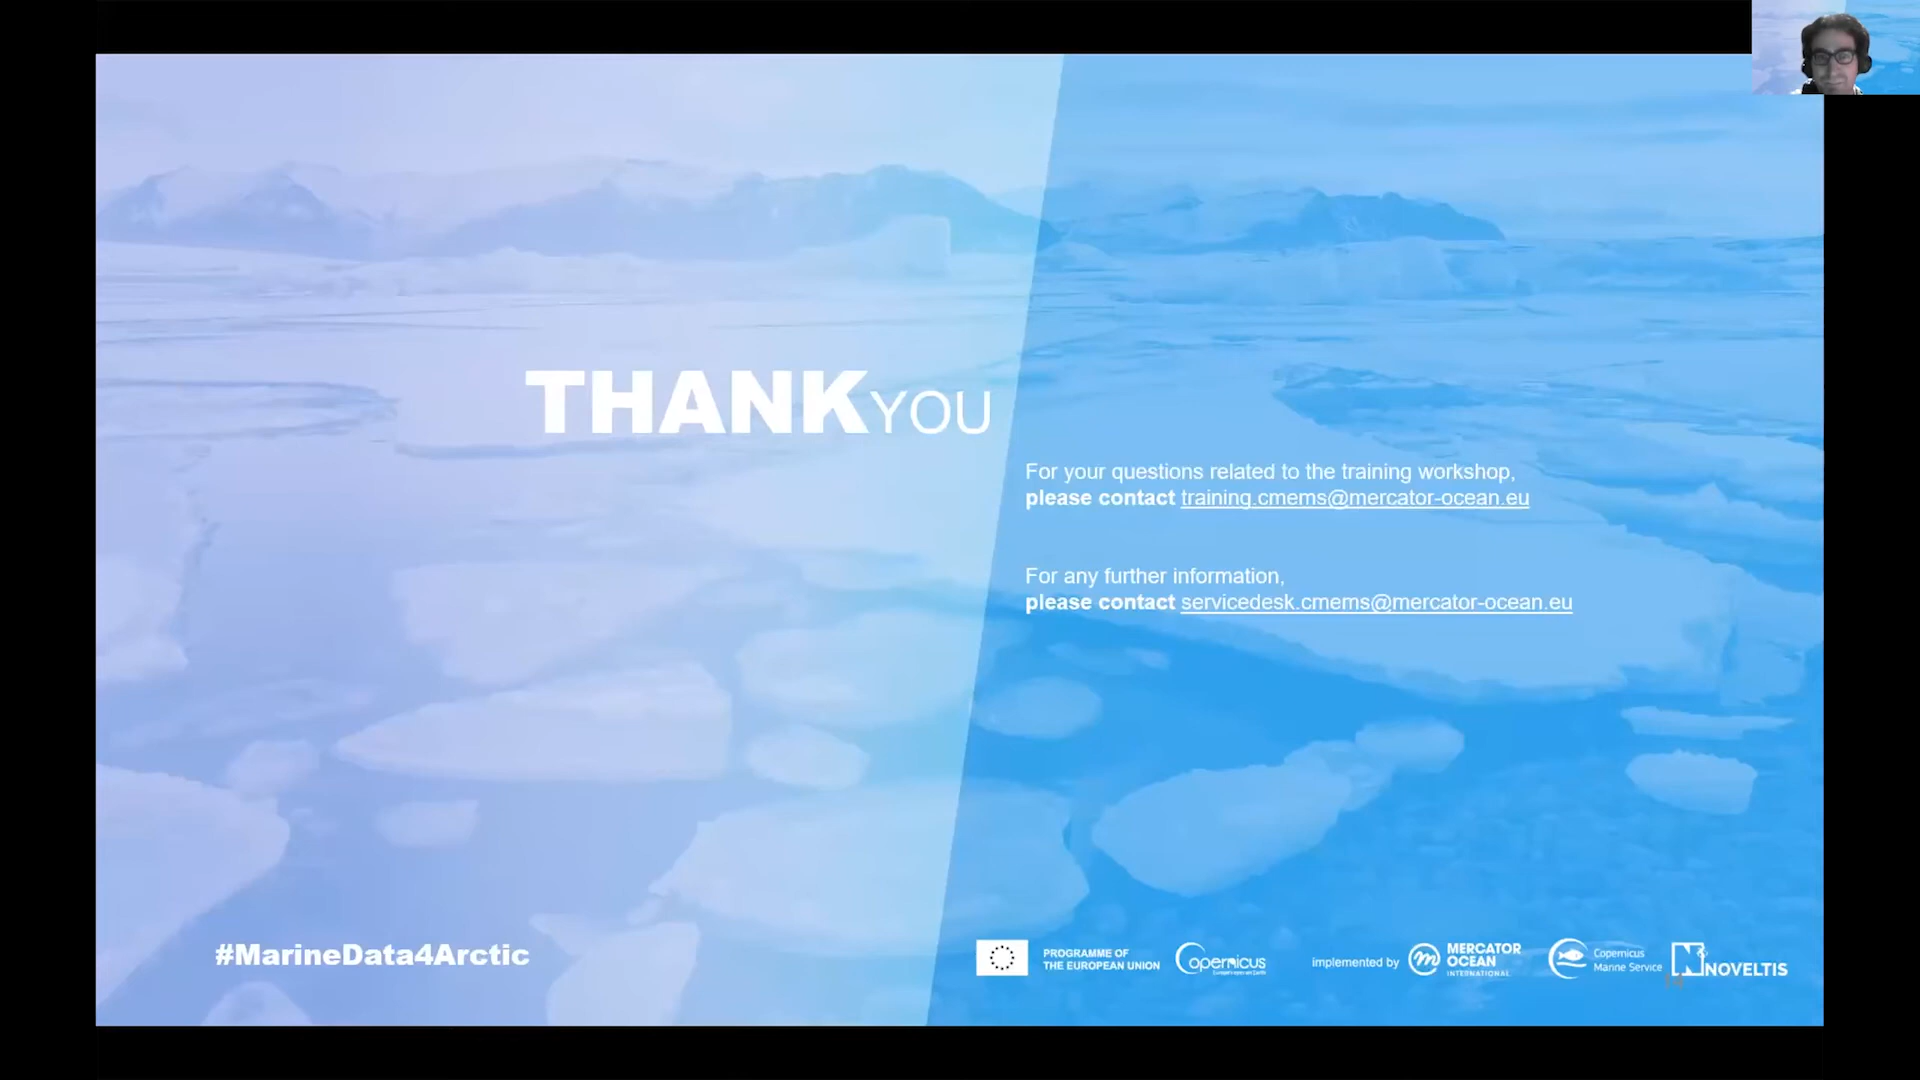 THANK YOU
For your questions related to the training workshop,
please contact training.cmems@mercator-ocean.eu
For any further information,
please contact servicedesk.cmems@mercator-ocean.eu
#MarineData4Arctic
PROGRAMME OF
THE EUROPEAN UNION
Copernicus
implemented by
MERCATOR
OCEAN
INTERNATIONAL
Copernicus
Marine Service
NOVELTIS